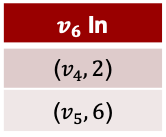 v₆ In
(v₄, 2)
(v₅, 6)